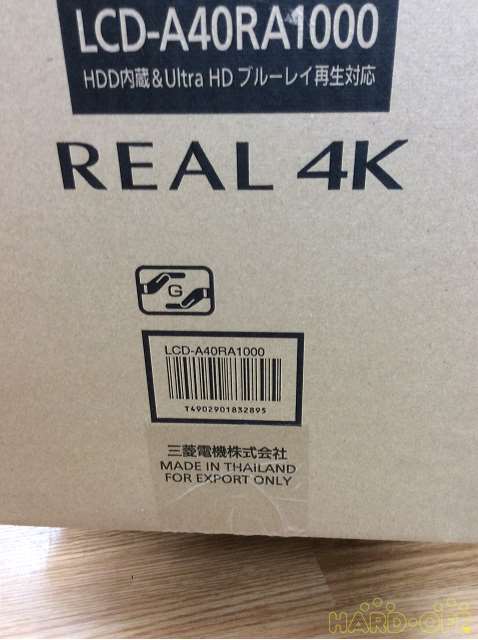 LCD-A40RA1000
HDD内蔵＆Ultra HD ブルーレイ再生対応
REAL 4K
G
LCD-A40RA1000
T4902901832895
三菱電機株式会社
MADE IN THAILAND
FOR EXPORT ONLY
HARD-OFF